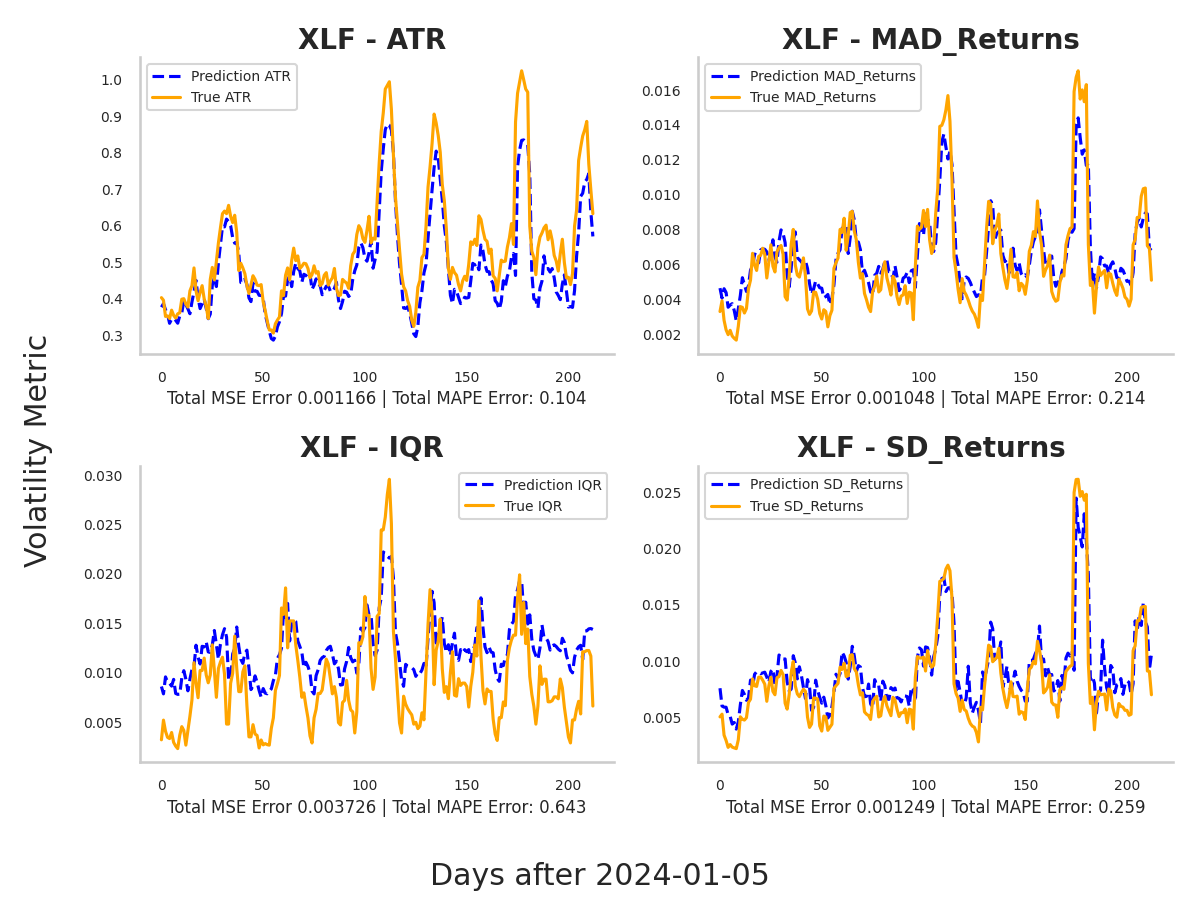 XLF - ATR
Prediction ATR
True ATR
1.0
0.9
0.8
0.7
0.6
0.5
0.4
0.3
0 50 100 150 200
Total MSE Error 0.001166 | Total MAPE Error: 0.104
XLF - MAD_Returns
Prediction MAD_Returns
True MAD_Returns
0.016
0.014
0.012
0.010
0.008
0.006
0.004
0.002
0 50 100 150 200
Total MSE Error 0.001048 | Total MAPE Error: 0.214
Volatility Metric
XLF - IQR
Prediction IQR
True IQR
0.030
0.025
0.020
0.015
0.010
0.005
0 50 100 150 200
Total MSE Error 0.003726 | Total MAPE Error: 0.643
XLF - SD_Returns
Prediction SD_Returns
True SD_Returns
0.025
0.020
0.015
0.010
0.005
0 50 100 150 200
Total MSE Error 0.001249 | Total MAPE Error: 0.259
Days after 2024-01-05